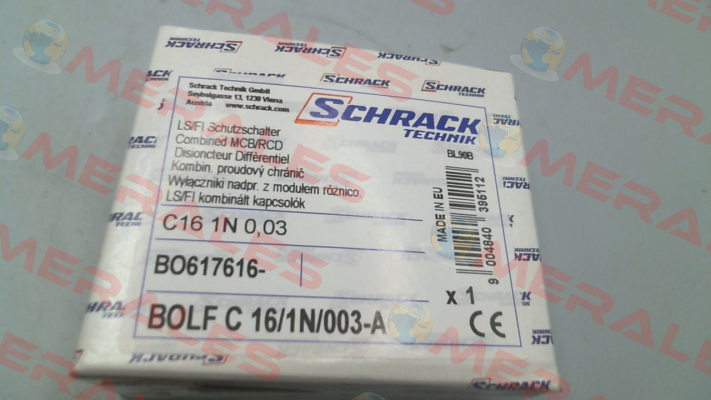 SCHRACK
TECHNIK
Schrack Technik GmbH
Seybelgasse 13, 1230 Vienna
Austria www.schrack.com
SCHRACK
TECHNIK
BL90B
LS/FI Schutzschalter
Combined MCB/RCD
Disioncteur Différentiel
Kombin. proudový chránič
Wyłączniki nadpr. z modułem różnico.
LS/FI kombinált kapcsolók
MADE IN EU
9 004840 395112
C16 1N 0,03
BO617616-
x 1
BOLF C 16/1N/003-A
CE
MERALES